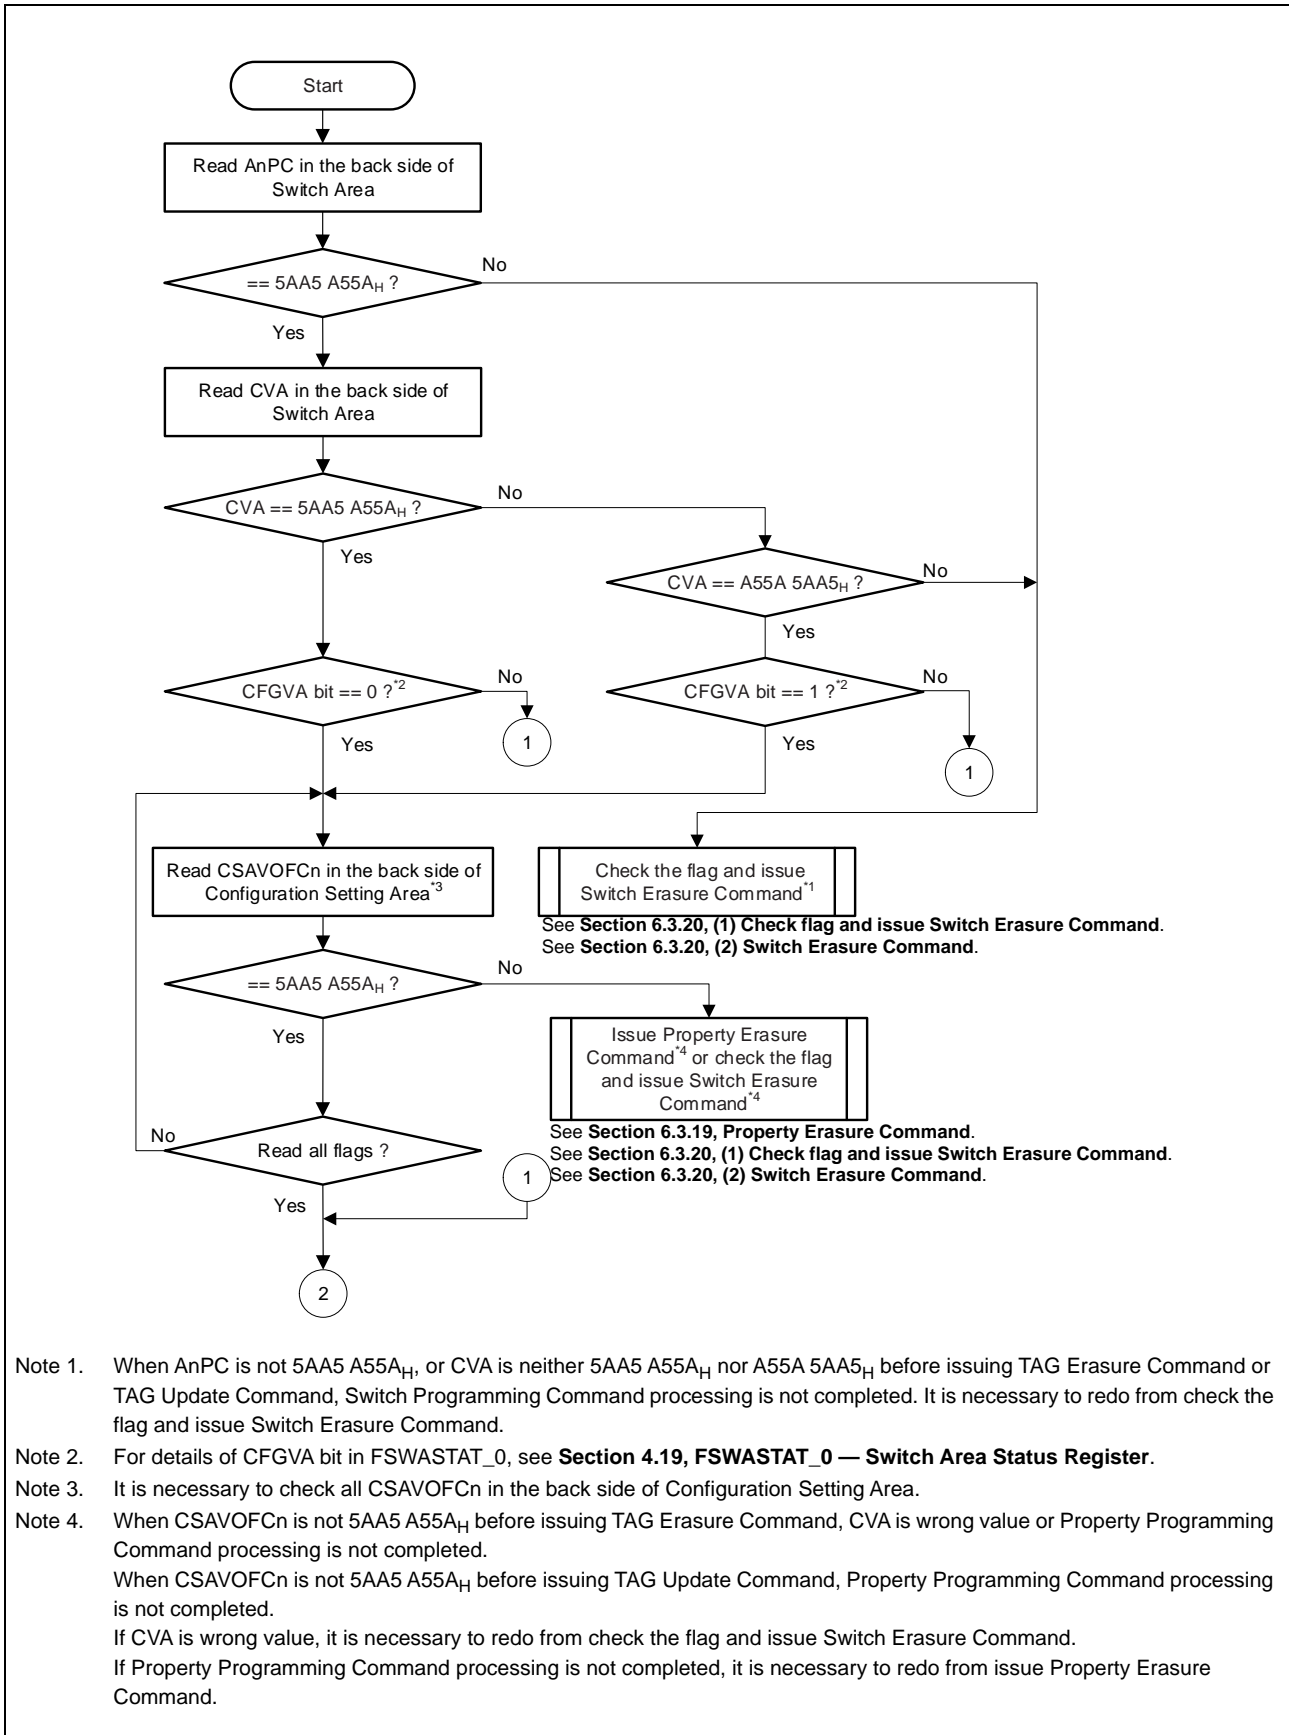 Start
Read AnPC in the back side of
Switch Area
== 5AA5 A55AH ?
No
Yes
Read CVA in the back side of
Switch Area
CVA == 5AA5 A55AH ?
No
Yes
CVA == A55A 5AA5H ?
No
Yes
CFGVA bit == 0 ?*2
No
Yes
1
CFGVA bit == 1 ?*2
No
Yes
1
Read CSAVOFCn in the back side of
Configuration Setting Area*3
Check the flag and issue
Switch Erasure Command*1
See Section 6.3.20, (1) Check flag and issue Switch Erasure Command.
See Section 6.3.20, (2) Switch Erasure Command.
== 5AA5 A55AH ?
No
Yes
Issue Property Erasure
Command*4 or check the flag
and issue Switch Erasure
Command*4
See Section 6.3.19, Property Erasure Command.
See Section 6.3.20, (1) Check flag and issue Switch Erasure Command.
See Section 6.3.20, (2) Switch Erasure Command.
Read all flags ?
No
Yes
1
2
Note 1. When AnPC is not 5AA5 A55AH, or CVA is neither 5AA5 A55AH nor A55A 5AA5H before issuing TAG Erasure Command or
TAG Update Command, Switch Programming Command processing is not completed. It is necessary to redo from check the
flag and issue Switch Erasure Command.
Note 2. For details of CFGVA bit in FSWASTAT_0, see Section 4.19, FSWASTAT_0 — Switch Area Status Register.
Note 3. It is necessary to check all CSAVOFCn in the back side of Configuration Setting Area.
Note 4. When CSAVOFCn is not 5AA5 A55AH before issuing TAG Erasure Command, CVA is wrong value or Property Programming
Command processing is not completed.
When CSAVOFCn is not 5AA5 A55AH before issuing TAG Update Command, Property Programming Command processing
is not completed.
If CVA is wrong value, it is necessary to redo from check the flag and issue Switch Erasure Command.
If Property Programming Command processing is not completed, it is necessary to redo from issue Property Erasure
Command.